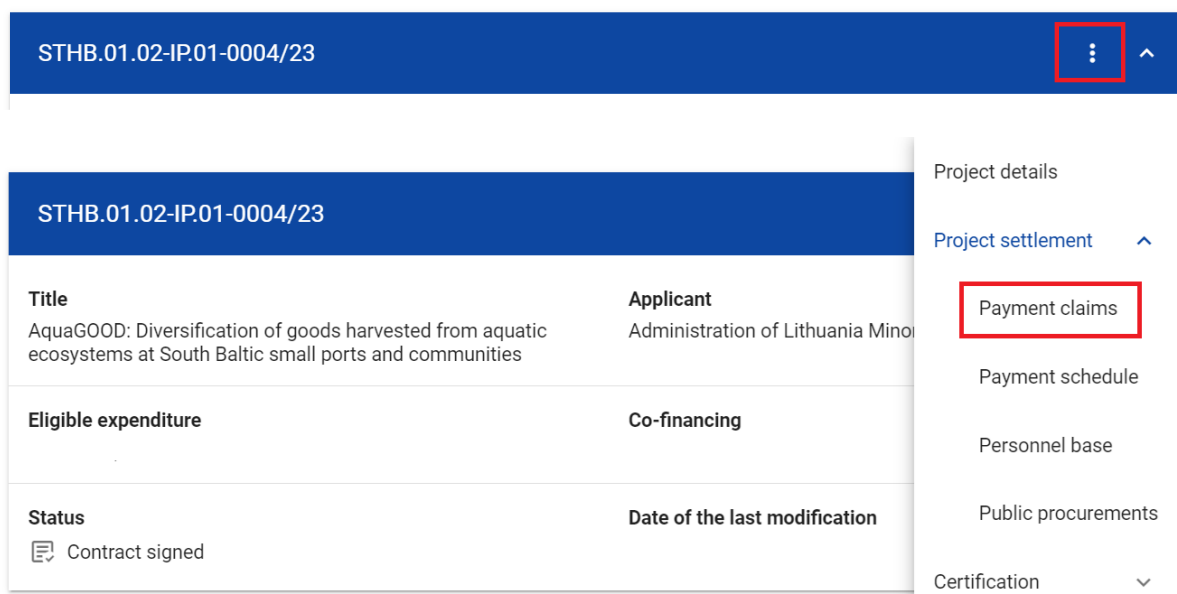 STHB.01.02-IP.01-0004/23
STHB.01.02-IP.01-0004/23
Title
AquaGOOD: Diversification of goods harvested from aquatic
ecosystems at South Baltic small ports and communities
Applicant
Administration of Lithuania Minor
Eligible expenditure
Co-financing
Status
Contract signed
Date of the last modification
Project details
Project settlement
Payment claims
Payment schedule
Personnel base
Public procurements
Certification